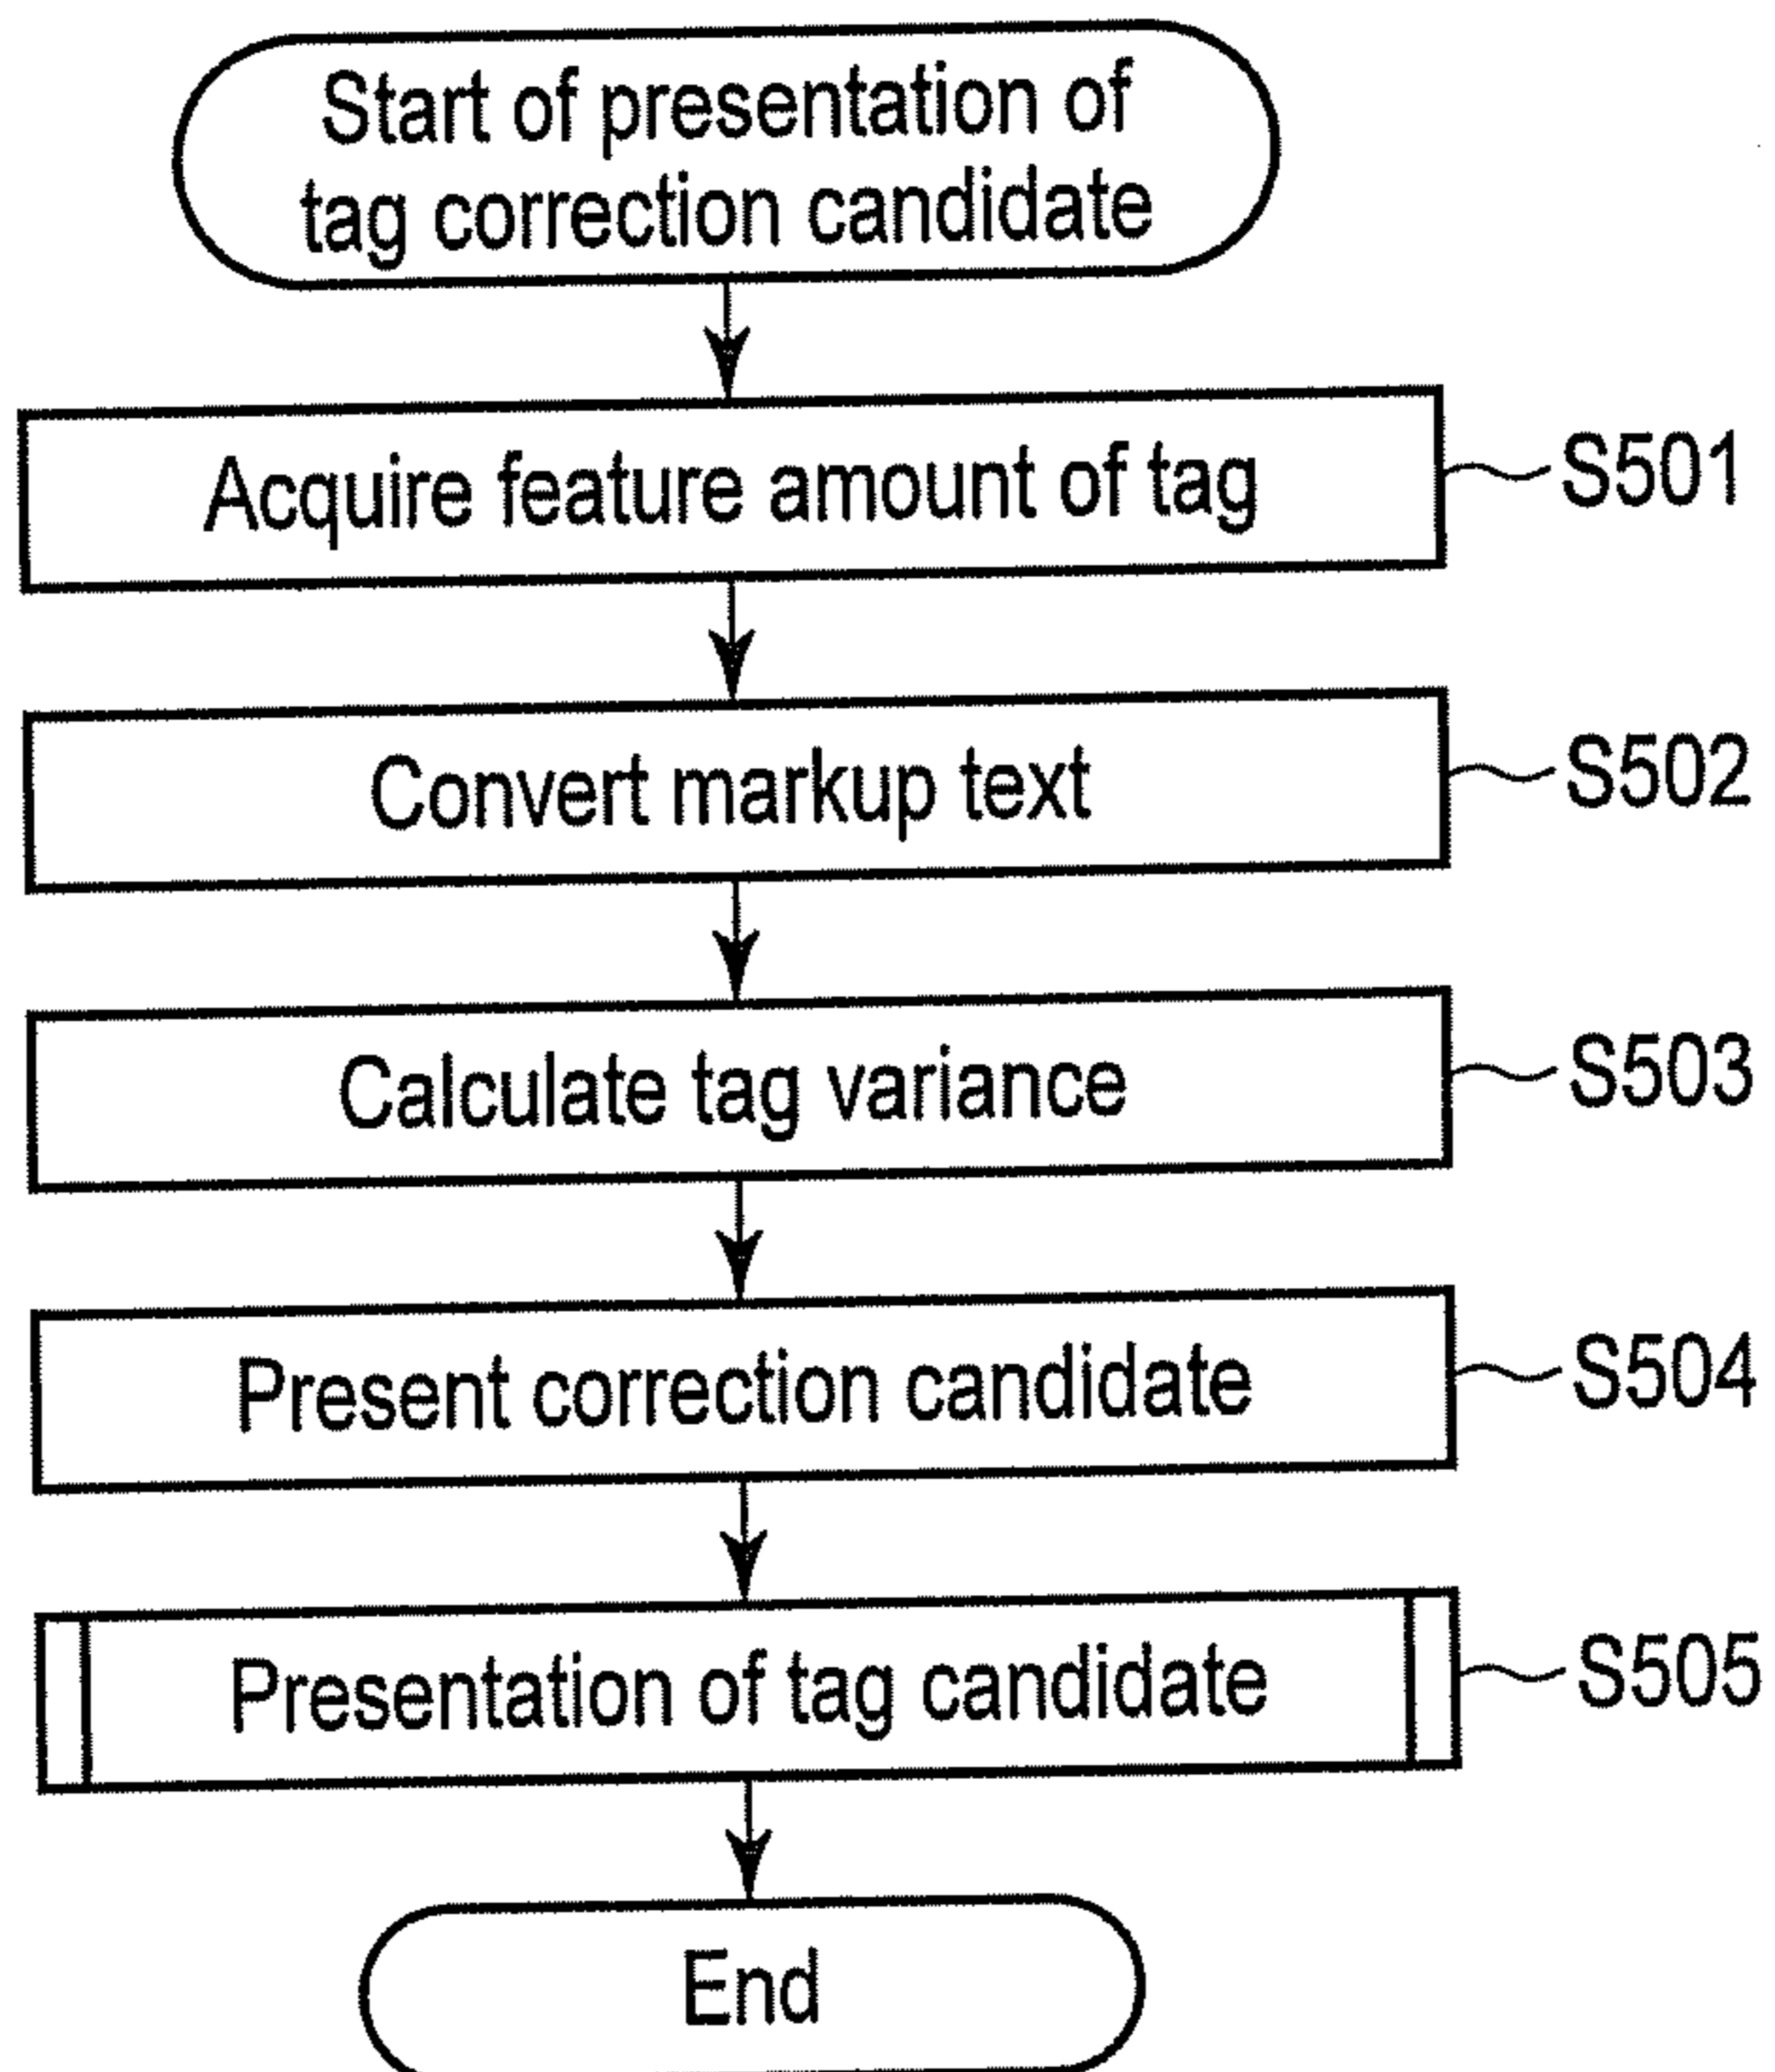 Start of presentation of
tag correction candidate
Acquire feature amount of tag
S501
Convert markup text
S502
Calculate tag variance
S503
Present correction candidate
S504
Presentation of tag candidate
S505
End